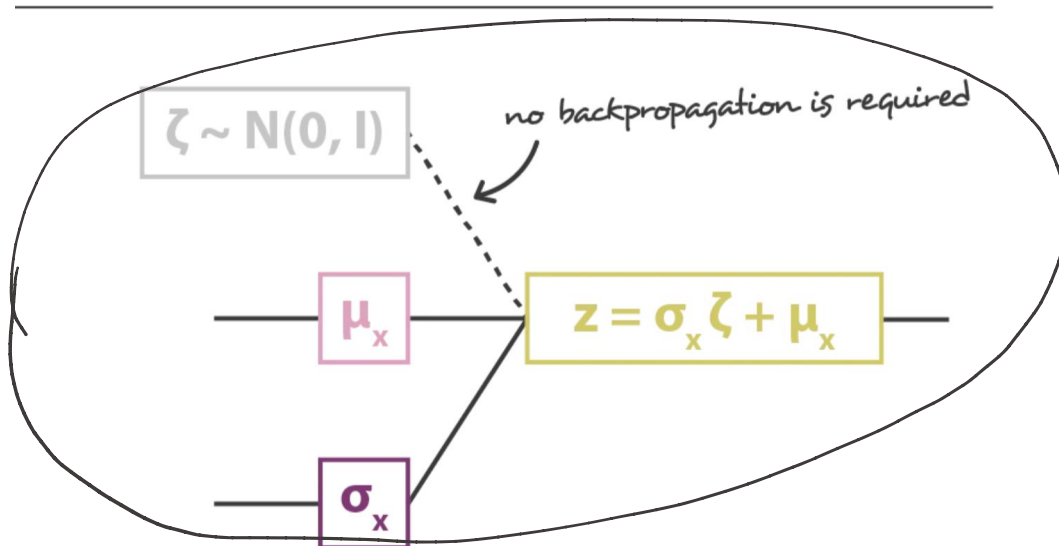 ζ ~ N(0, I)
no backpropagation is required
μₓ
z = σₓζ + μₓ
σₓ